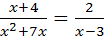 (x+4)/(x²+7x) = 2/(x−3)